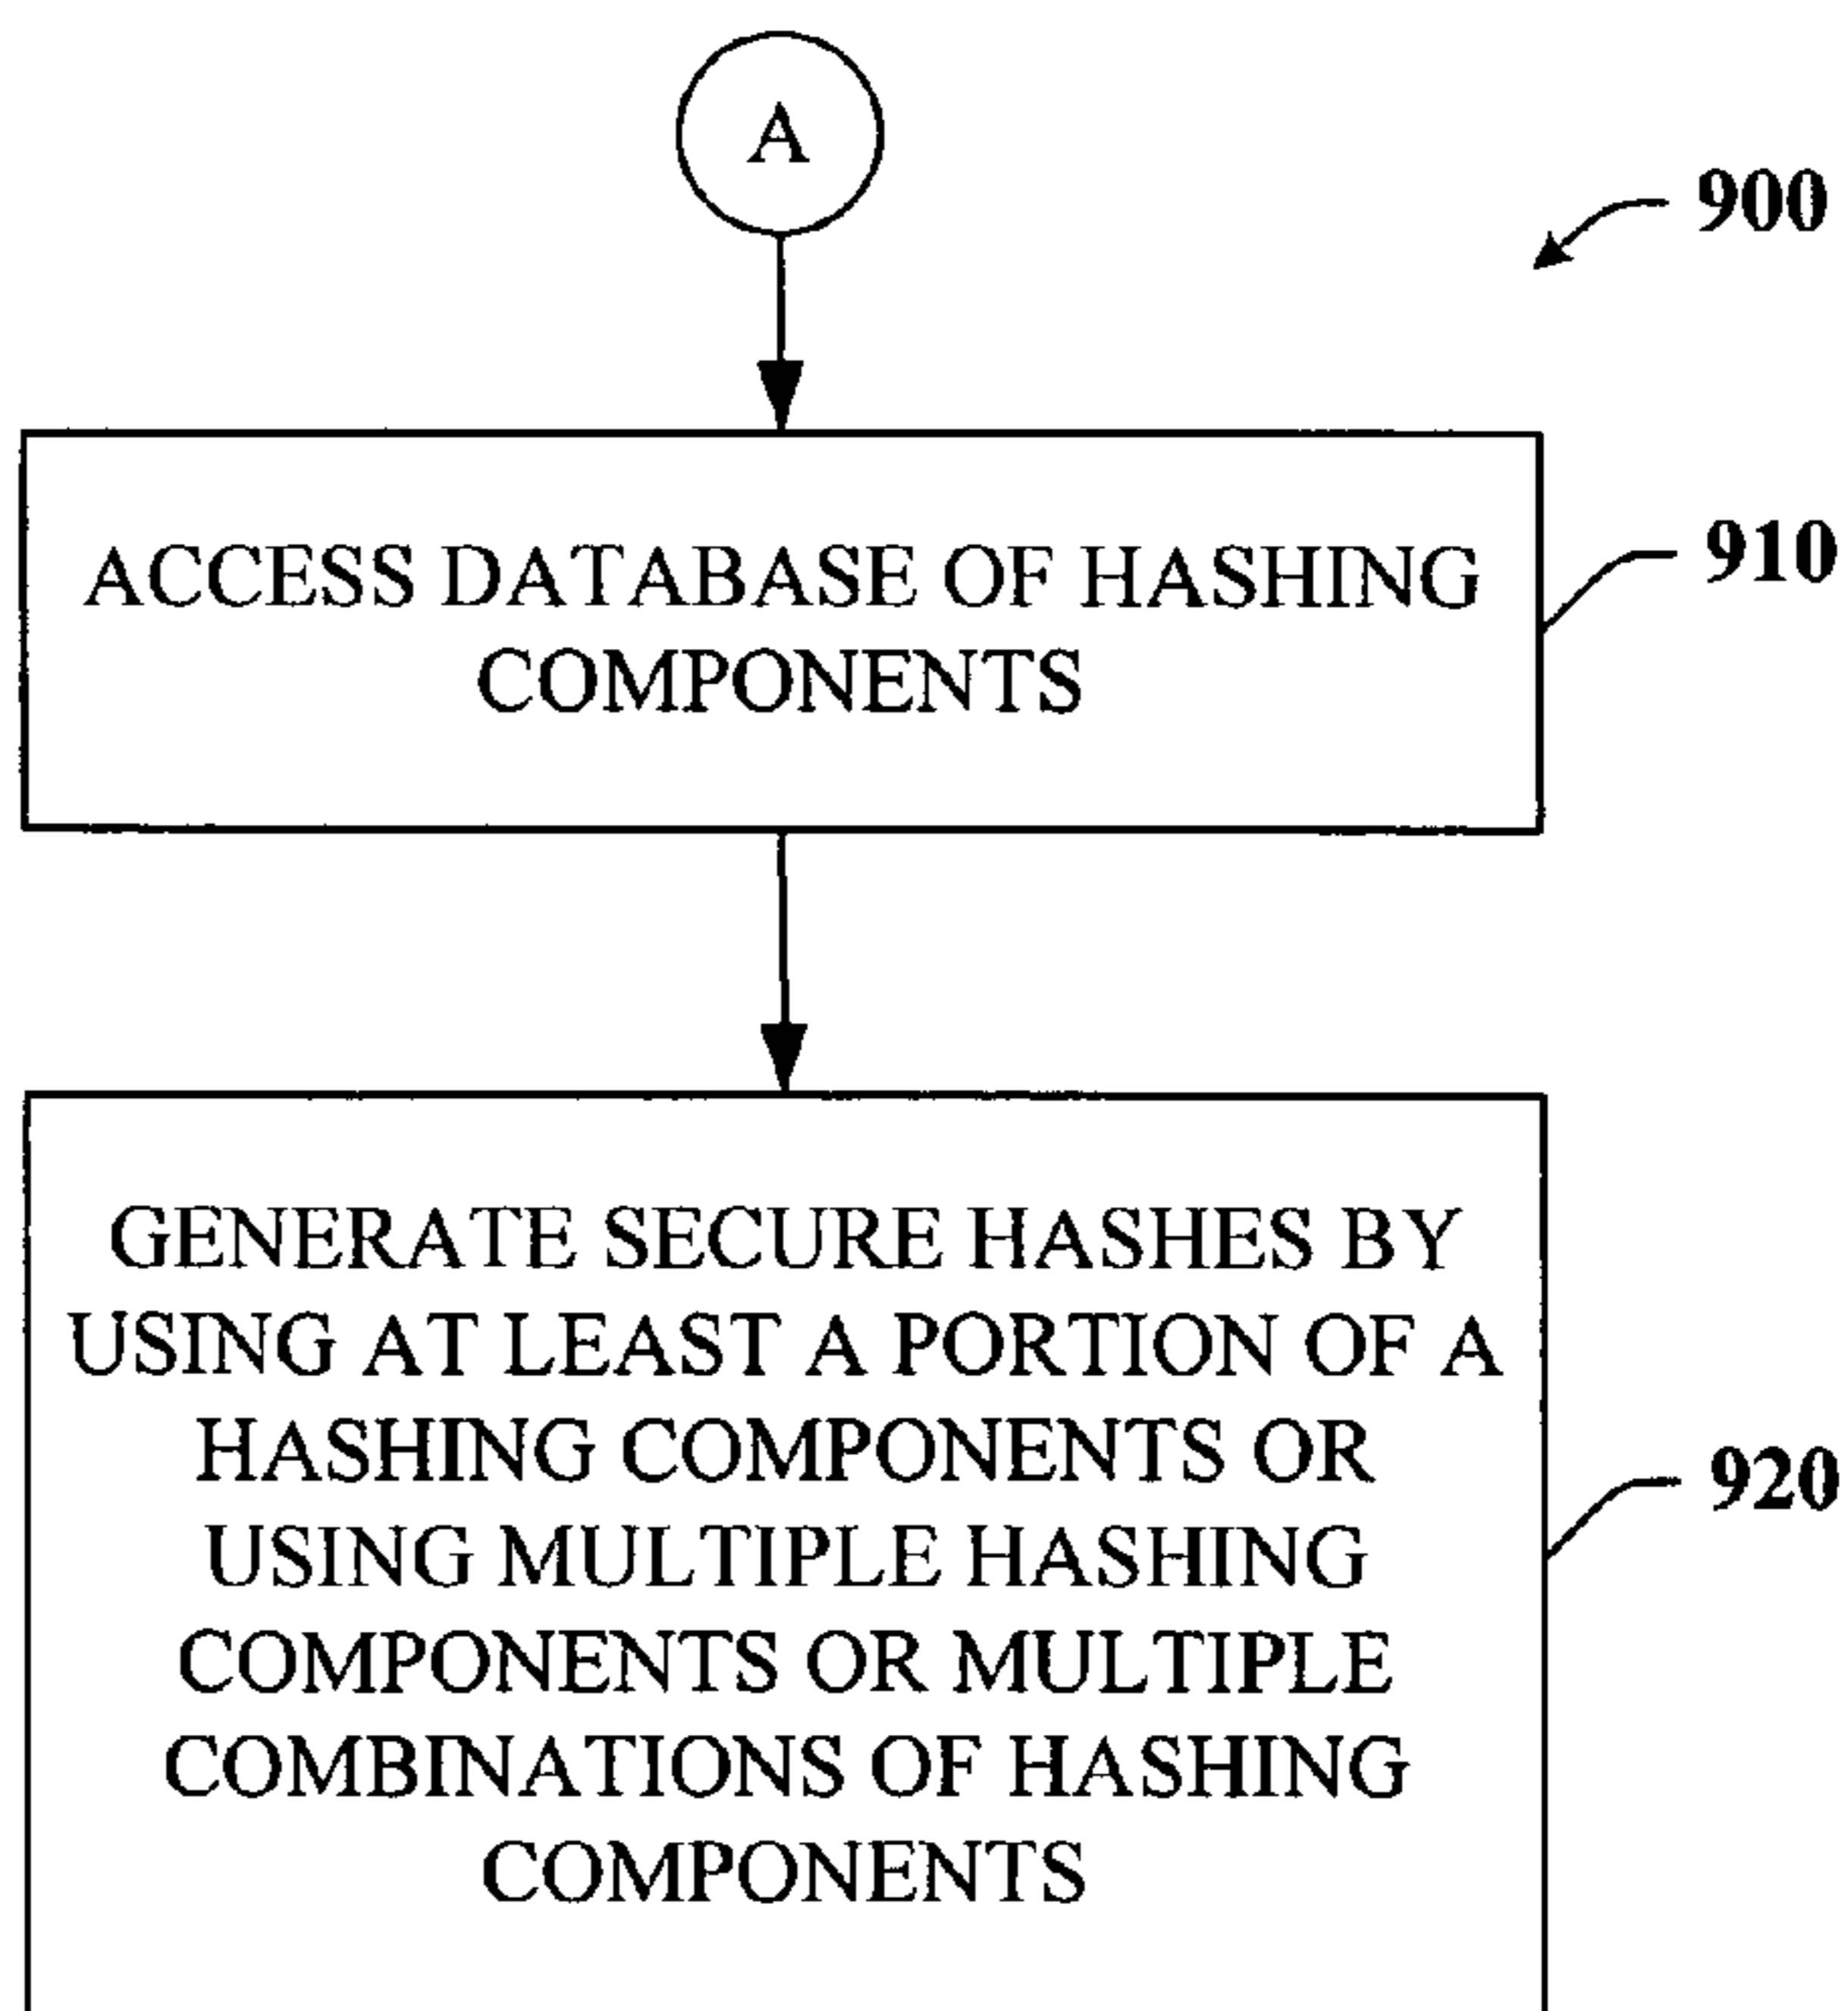 A
900
ACCESS DATABASE OF HASHING
COMPONENTS
910
GENERATE SECURE HASHES BY
USING AT LEAST A PORTION OF A
HASHING COMPONENTS OR
USING MULTIPLE HASHING
COMPONENTS OR MULTIPLE
COMBINATIONS OF HASHING
COMPONENTS
920